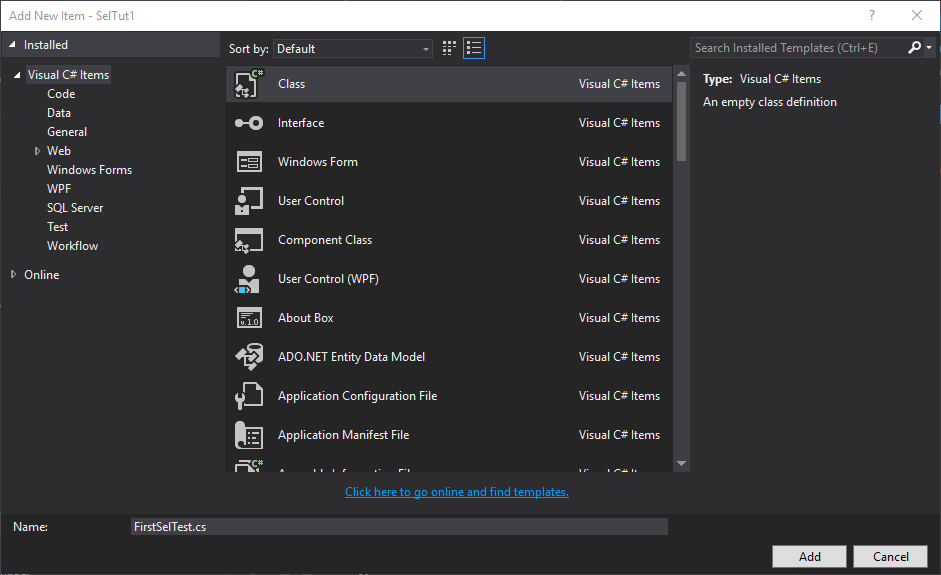 Add New Item - SelTut1
?
Installed
Sort by: Default
Search Installed Templates (Ctrl+E)
Visual C# Items
Code
Data
General
Web
Windows Forms
WPF
SQL Server
Test
Workflow
Online
C#
Class Visual C# Items
Interface Visual C# Items
Windows Form Visual C# Items
User Control Visual C# Items
Component Class Visual C# Items
User Control (WPF) Visual C# Items
v.1.0
About Box Visual C# Items
ADO.NET Entity Data Model Visual C# Items
Application Configuration File Visual C# Items
Application Manifest File Visual C# Items
C#
Visual C# Items
Type: Visual C# Items
An empty class definition
Click here to go online and find templates.
Name: FirstSelTest.cs
Add Cancel